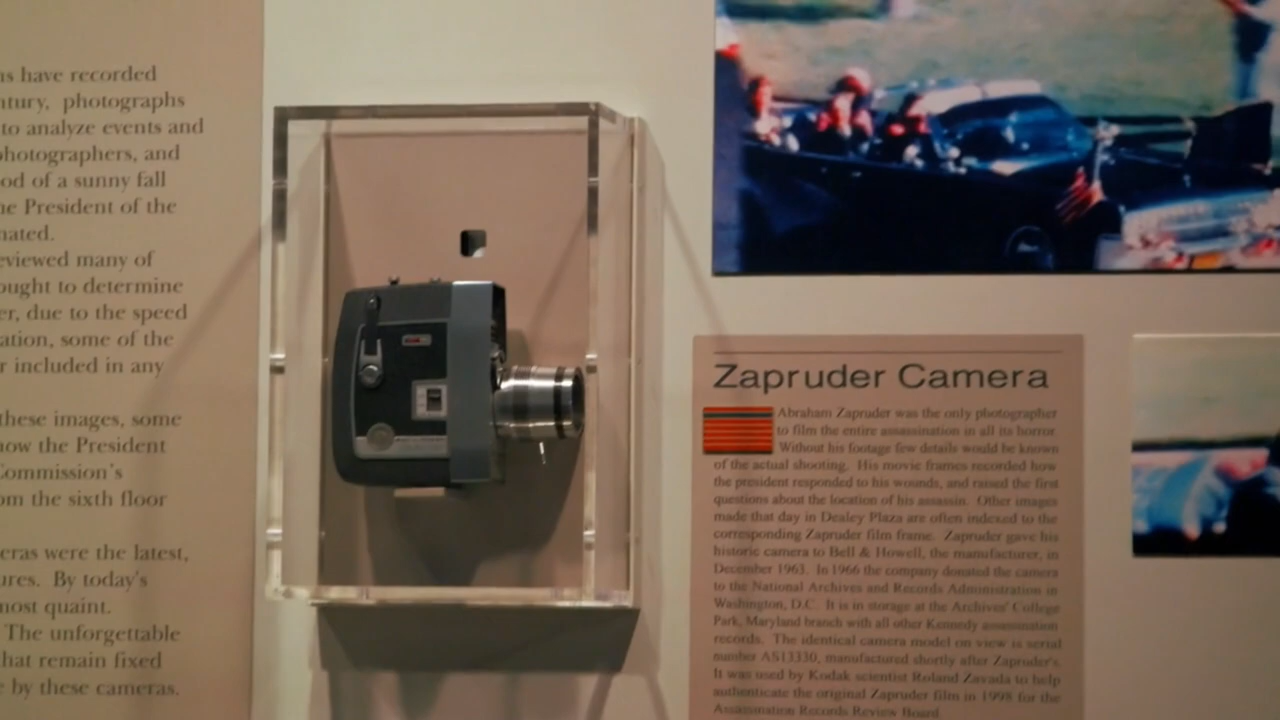 ns have recorded
ntury, photographs
to analyze events and
photographers, and
od of a sunny fall
he President of the
nated.
eviewed many of
ought to determine
er, due to the speed
ation, some of the
r included in any
these images, some
now the President
Commission's
om the sixth floor
eras were the latest,
ures. By today's
most quaint.
The unforgettable
hat remain fixed
e by these cameras.
Zapruder Camera
Abraham Zapruder was the only photographer
to film the entire assassination in all its horror.
Without his footage few details would be known
of the actual shooting. His movie frames recorded how
the president responded to his wounds, and raised the first
questions about the location of his assassin. Other images
made that day in Dealey Plaza are often indexed to the
corresponding Zapruder film frame. Zapruder gave his
historic camera to Bell & Howell, the manufacturer, in
December 1963. In 1966 the company donated the camera
to the National Archives and Records Administration in
Washington, D.C. It is in storage at the Archives' College
Park, Maryland branch with all other Kennedy assassination
records. The identical camera model on view is serial
number AS13330, manufactured shortly after Zapruder's.
It was used by Kodak scientist Roland Zavada to help
authenticate the original Zapruder film in 1998 for the
Assassination Records Review Board.